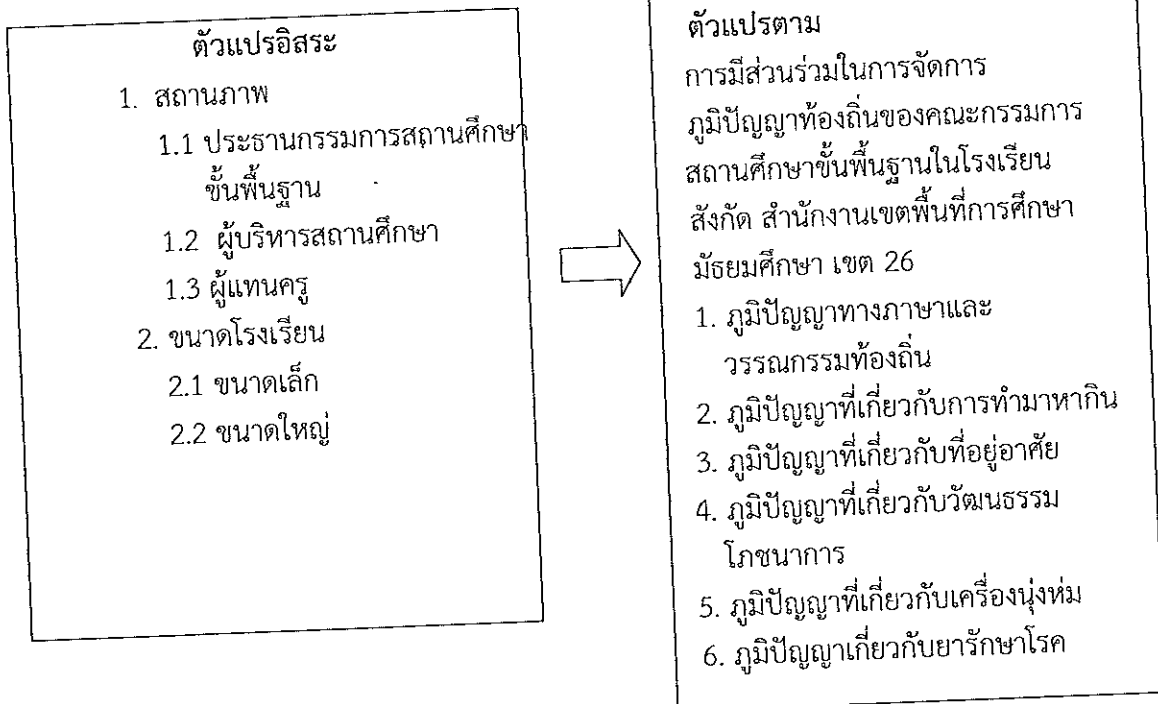 ตัวแปรอิสระ
1. สถานภาพ
1.1 ประธานกรรมการสถานศึกษา
ขั้นพื้นฐาน
1.2 ผู้บริหารสถานศึกษา
1.3 ผู้แทนครู
2. ขนาดโรงเรียน
2.1 ขนาดเล็ก
2.2 ขนาดใหญ่
ตัวแปรตาม
การมีส่วนร่วมในการจัดการ
ภูมิปัญญาท้องถิ่นของคณะกรรมการ
สถานศึกษาขั้นพื้นฐานในโรงเรียน
สังกัด สำนักงานเขตพื้นที่การศึกษา
มัธยมศึกษา เขต 26
1. ภูมิปัญญาทางภาษาและ
วรรณกรรมท้องถิ่น
2. ภูมิปัญญาที่เกี่ยวกับการทำมาหากิน
3. ภูมิปัญญาที่เกี่ยวกับที่อยู่อาศัย
4. ภูมิปัญญาที่เกี่ยวกับวัฒนธรรม
โภชนาการ
5. ภูมิปัญญาที่เกี่ยวกับเครื่องนุ่งห่ม
6. ภูมิปัญญาเกี่ยวกับยารักษาโรค